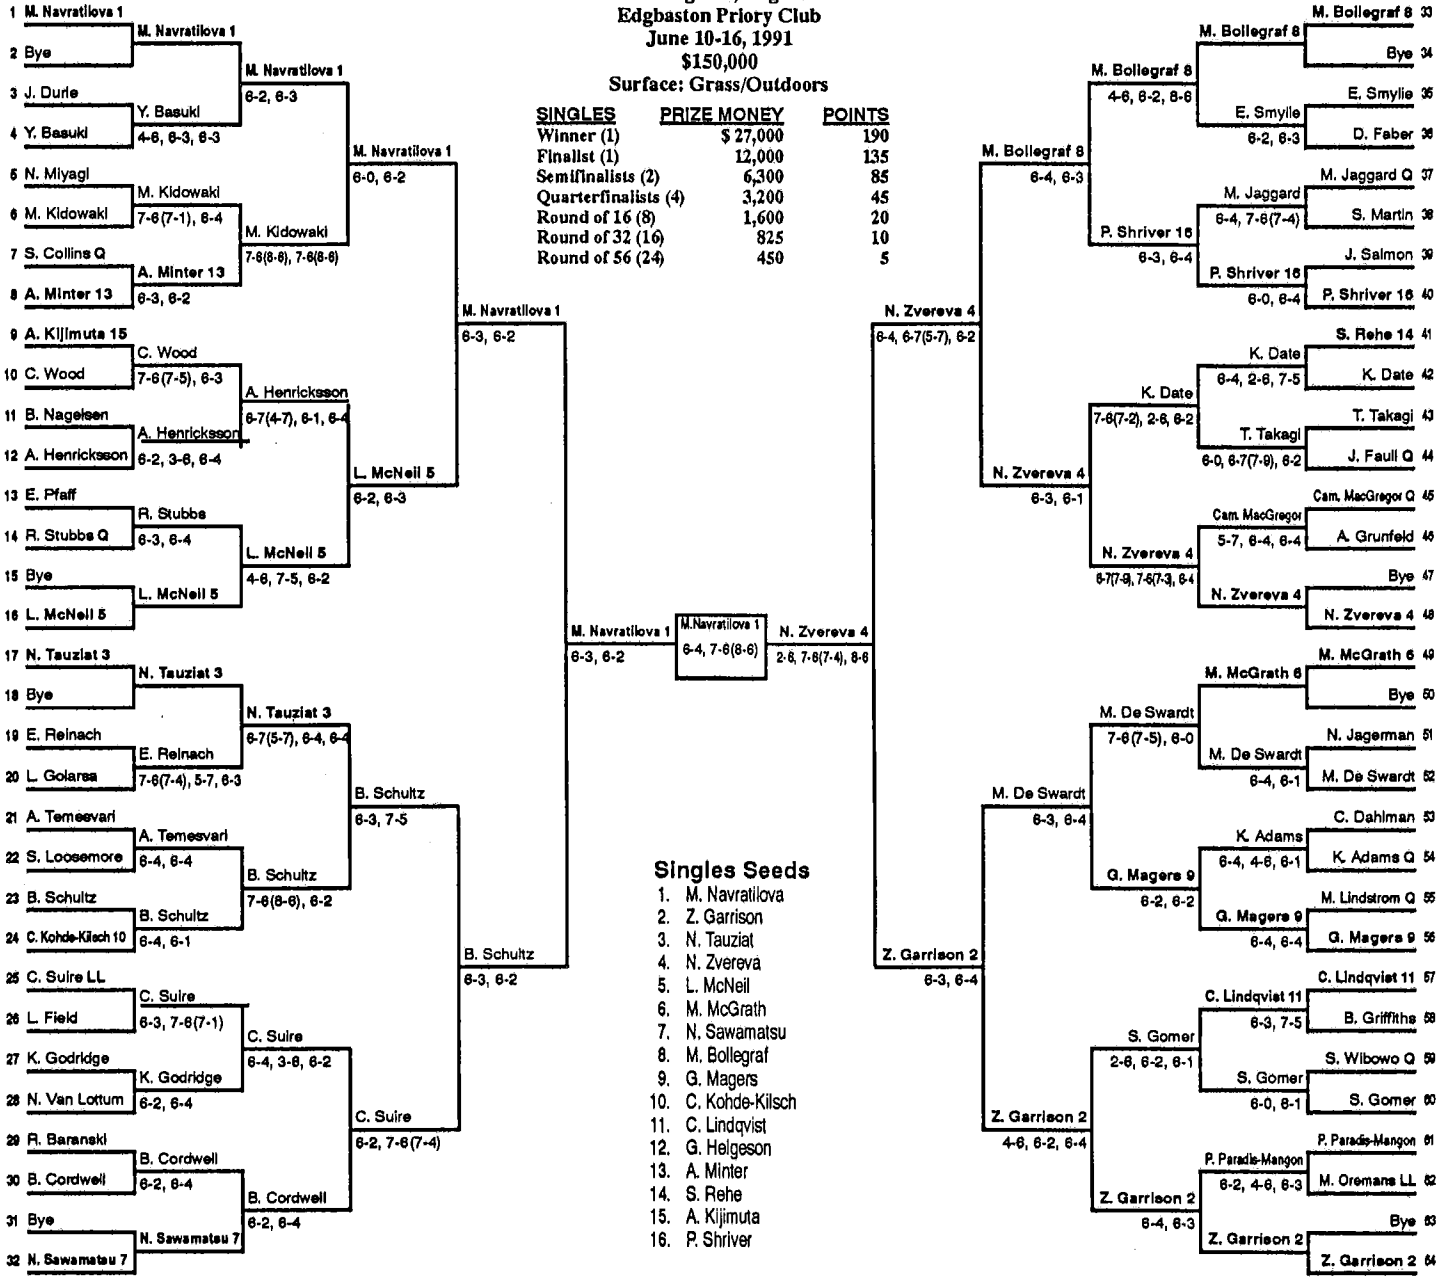 Edgbaston Priory Club
June 10-16, 1991
$150,000
Surface: Grass/Outdoors
SINGLES PRIZE MONEY POINTS
Winner (1) $ 27,000 190
Finalist (1) 12,000 135
Semifinalists (2) 6,300 85
Quarterfinalists (4) 3,200 45
Round of 16 (8) 1,600 20
Round of 32 (16) 825 10
Round of 56 (24) 450 5
1 M. Navratilova 1
2 Bye
3 J. Durie
4 Y. Basuki
5 N. Miyagi
6 M. Kidowaki
7 S. Collins Q
8 A. Minter 13
9 A. Kijimuta 15
10 C. Wood
11 B. Nagelsen
12 A. Henricksson
13 E. Pfaff
14 R. Stubbs Q
15 Bye
16 L. McNeil 5
17 N. Tauziat 3
18 Bye
19 E. Reinach
20 L. Golarsa
21 A. Temesvari
22 S. Loosemore
23 B. Schultz
24 C. Kohde-Kilsch 10
25 C. Suire LL
26 L. Field
27 K. Godridge
28 N. Van Lottum
29 R. Baranski
30 B. Cordwell
31 Bye
32 N. Sawamatsu 7
M. Navratilova 1
Y. Basuki
4-6, 6-3, 6-3
M. Kidowaki
7-6(7-1), 6-4
A. Minter 13
6-3, 6-2
C. Wood
7-6(7-5), 6-3
A. Henricksson
6-2, 3-6, 6-4
R. Stubbs
6-3, 6-4
L. McNeil 5
N. Tauziat 3
E. Reinach
7-6(7-4), 5-7, 6-3
A. Temesvari
6-4, 6-4
B. Schultz
6-4, 6-1
C. Suire
6-3, 7-6(7-1)
K. Godridge
6-2, 6-4
B. Cordwell
6-2, 6-4
N. Sawamatsu 7
M. Navratilova 1
6-2, 6-3
M. Kidowaki
7-6(8-6), 7-6(8-6)
A. Henricksson
6-7(4-7), 6-1, 6-4
L. McNeil 5
4-6, 7-5, 6-2
N. Tauziat 3
6-7(5-7), 6-4, 6-4
B. Schultz
7-6(8-6), 6-2
C. Suire
6-4, 3-6, 6-2
B. Cordwell
6-2, 6-4
M. Navratilova 1
6-0, 6-2
L. McNeil 5
6-2, 6-3
B. Schultz
6-3, 7-5
C. Suire
6-2, 7-6(7-4)
M. Navratilova 1
6-3, 6-2
B. Schultz
6-3, 6-2
M. Navratilova 1
6-3, 6-2
M.Navratilova 1
6-4, 7-6(8-6)
N. Zvereva 4
2-6, 7-6(7-4), 8-6
N. Zvereva 4
6-4, 6-7(5-7), 6-2
Z. Garrison 2
6-3, 6-4
M. Bollegraf 8
6-4, 6-3
N. Zvereva 4
6-3, 6-1
M. De Swardt
6-3, 6-4
Z. Garrison 2
4-6, 6-2, 6-4
M. Bollegraf 8
4-6, 6-2, 8-6
P. Shriver 16
6-3, 6-4
K. Date
7-6(7-2), 2-6, 6-2
N. Zvereva 4
6-7(7-9), 7-6(7-3), 6-4
M. De Swardt
7-6(7-5), 6-0
G. Magers 9
6-2, 6-2
S. Gomer
2-6, 6-2, 6-1
Z. Garrison 2
6-4, 6-3
M. Bollegraf 8
E. Smylie
6-2, 6-3
M. Jaggard
6-4, 7-6(7-4)
P. Shriver 16
6-0, 6-4
K. Date
6-4, 2-6, 7-5
T. Takagi
6-0, 6-7(7-9), 6-2
Cam. MacGregor
5-7, 6-4, 6-4
N. Zvereva 4
M. McGrath 6
M. De Swardt
6-4, 6-1
K. Adams
6-4, 4-6, 6-1
G. Magers 9
6-4, 6-4
C. Lindqvist 11
6-3, 7-5
S. Gomer
6-0, 6-1
P. Paradis-Mangon
6-2, 4-6, 6-3
Z. Garrison 2
M. Bollegraf 8 33
Bye 34
E. Smylie 35
D. Faber 36
M. Jaggard Q 37
S. Martin 38
J. Salmon 39
P. Shriver 16 40
S. Rehe 14 41
K. Date 42
T. Takagi 43
J. Faull Q 44
Cam. MacGregor Q 45
A. Grunfeld 46
Bye 47
N. Zvereva 4 48
M. McGrath 6 49
Bye 50
N. Jagerman 51
M. De Swardt 52
C. Dahlman 53
K. Adams Q 54
M. Lindstrom Q 55
G. Magers 9 56
C. Lindqvist 11 57
B. Griffiths 58
S. Wibowo Q 59
S. Gomer 60
P. Paradis-Mangon 61
M. Oremans LL 62
Bye 63
Z. Garrison 2 64
Singles Seeds
1. M. Navratilova
2. Z. Garrison
3. N. Tauziat
4. N. Zvereva
5. L. McNeil
6. M. McGrath
7. N. Sawamatsu
8. M. Bollegraf
9. G. Magers
10. C. Kohde-Kilsch
11. C. Lindqvist
12. G. Helgeson
13. A. Minter
14. S. Rehe
15. A. Kijimuta
16. P. Shriver